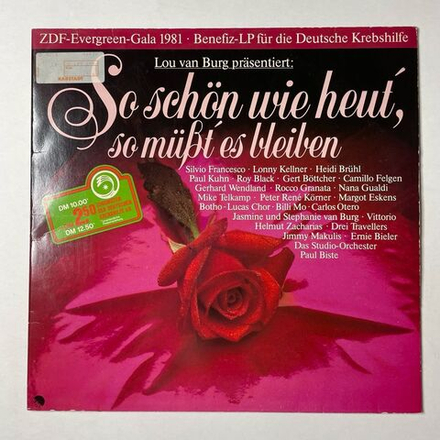 ZDF-Evergreen-Gala 1981 · Benefiz-LP für die Deutsche Krebshilfe
Lou van Burg präsentiert:
So schön wie heut',
so müßt' es bleiben
Silvio Francesco · Lonny Kellner · Heidi Brühl
Paul Kuhn · Roy Black · Gert Böttcher · Camillo Felgen
Gerhard Wendland · Rocco Granata · Nana Gualdi
Mike Telkamp · Peter René Körner · Margot Eskens
Botho-Lucas Chor · Billi Mo · Carlos Otero
Jasmine und Stephanie van Burg · Vittorio
Helmut Zacharias · Drei Travellers
Jimmy Makulis · Ernie Bieler
Das Studio-Orchester
Paul Biste
DM 10.00
2.50
DM 12.50